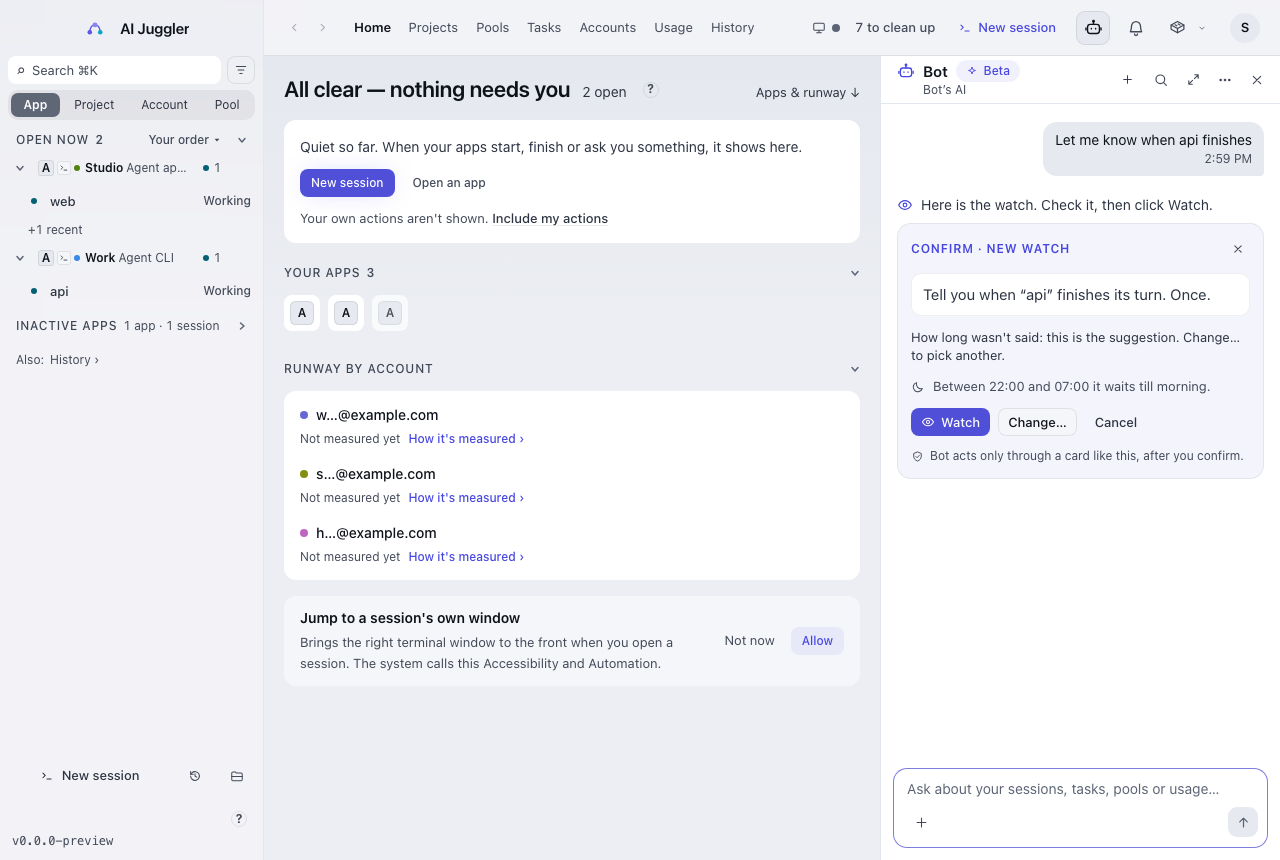 AI Juggler
Search ⌘K
App Project Account Pool
OPEN NOW 2 Your order
A Studio Agent ap... 1
web Working
+1 recent
A Work Agent CLI 1
api Working
INACTIVE APPS 1 app · 1 session
Also: History ›
New session
?
v0.0.0-preview
Home Projects Pools Tasks Accounts Usage History
7 to clean up
New session
S
All clear — nothing needs you 2 open ?
Apps & runway ↓
Quiet so far. When your apps start, finish or ask you something, it shows here.
New session Open an app
Your own actions aren't shown. Include my actions
YOUR APPS 3
A A A
RUNWAY BY ACCOUNT
w...@example.com
Not measured yet How it's measured ›
s...@example.com
Not measured yet How it's measured ›
h...@example.com
Not measured yet How it's measured ›
Jump to a session's own window
Brings the right terminal window to the front when you open a
session. The system calls this Accessibility and Automation.
Not now Allow
Bot Beta
Bot's AI
Let me know when api finishes
2:59 PM
Here is the watch. Check it, then click Watch.
CONFIRM · NEW WATCH
Tell you when “api” finishes its turn. Once.
How long wasn't said: this is the suggestion. Change…
to pick another.
Between 22:00 and 07:00 it waits till morning.
Watch Change… Cancel
Bot acts only through a card like this, after you confirm.
Ask about your sessions, tasks, pools or usage…